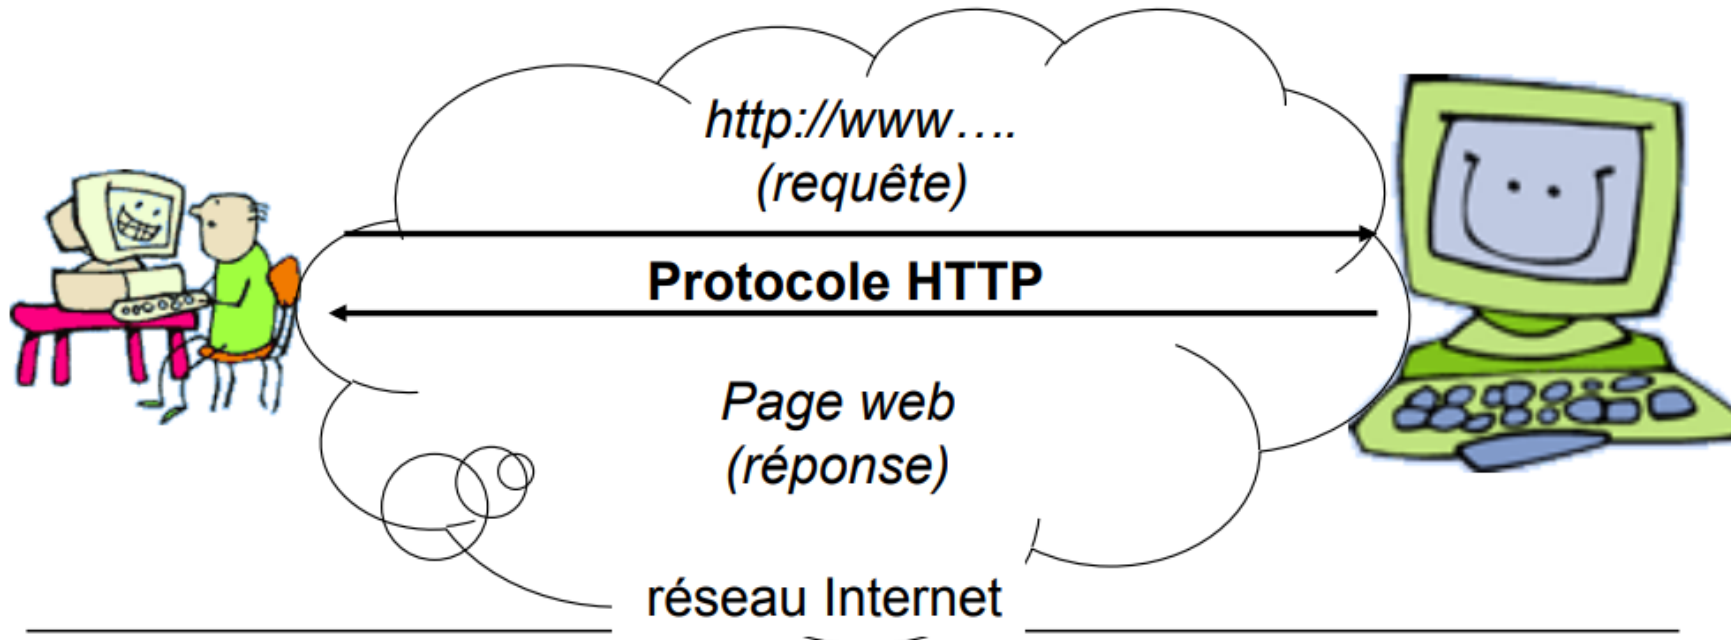 http://www….
(requête)
Protocole HTTP
Page web
(réponse)
réseau Internet